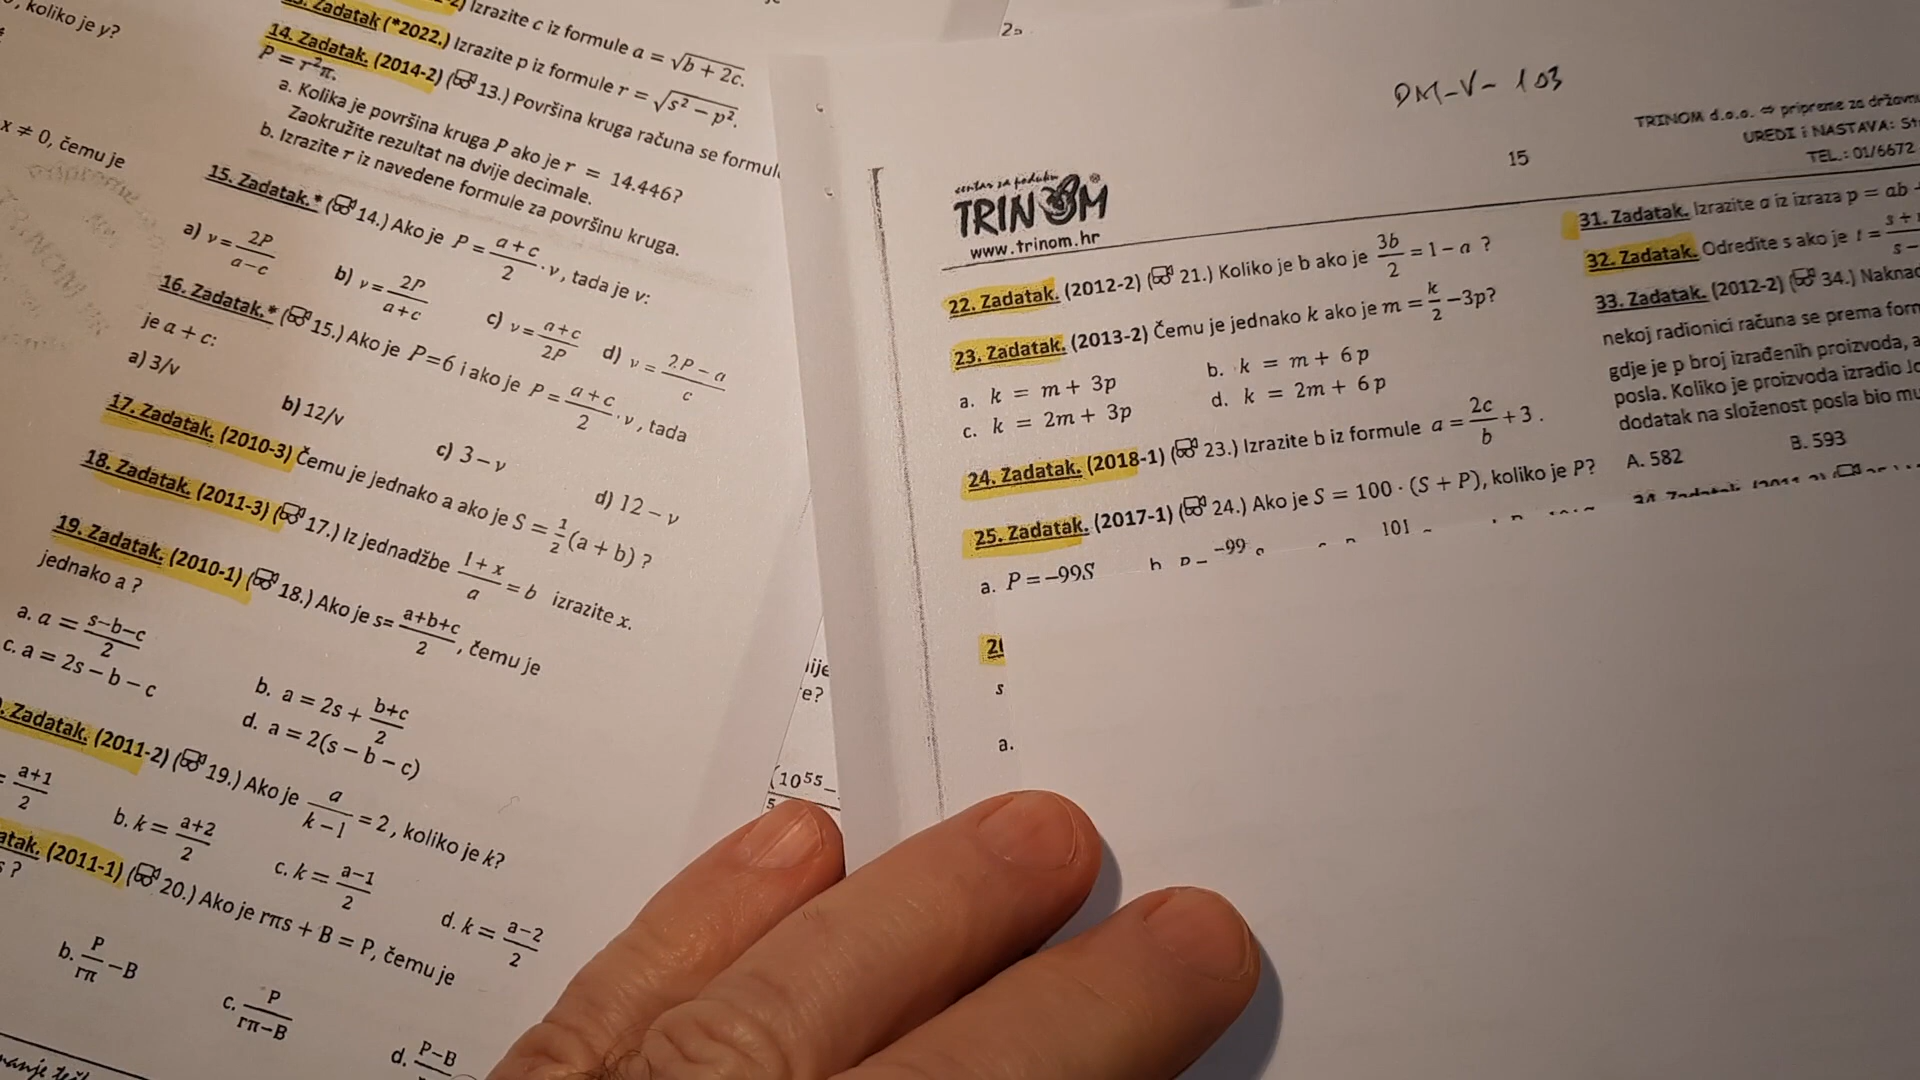 , koliko je y?
x ≠ 0, čemu je
Izrazite c iz formule a = √(b + 2c).
Zadatak (*2022.) Izrazite p iz formule r = √(s² − p²).
14. Zadatak. (2014-2) (13.) Površina kruga računa se formul
P = r²π.
a. Kolika je površina kruga P ako je r = 14.446?
Zaokružite rezultat na dvije decimale.
b. Izrazite r iz navedene formule za površinu kruga.
15. Zadatak.* (14.) Ako je P = (a + c)/2 · v, tada je v:
a) v = 2P/(a−c) b) v = 2P/(a+c) c) v = (a+c)/2P d) v = (2P−a)/c
16. Zadatak.* (15.) Ako je P=6 i ako je P = (a + c)/2 · v, tada
je a + c:
a) 3/v b) 12/v c) 3 − v d) 12 − v
17. Zadatak. (2010-3) Čemu je jednako a ako je S = 1/2 (a + b) ?
18. Zadatak. (2011-3) (17.) Iz jednadžbe (1 + x)/a = b izrazite x.
19. Zadatak. (2010-1) (18.) Ako je s= (a+b+c)/2, čemu je
jednako a ?
a. a = (s−b−c)/2 b. a = 2s + (b+c)/2
c. a = 2s − b − c d. a = 2(s − b − c)
. Zadatak. (2011-2) (19.) Ako je a/(k−1) = 2, koliko je k?
= (a+1)/2 b. k = (a+2)/2 c. k = (a−1)/2 d. k = (a−2)/2
atak. (2011-1) (20.) Ako je rπs + B = P, čemu je
s ?
b. P/rπ − B c. P/(rπ−B) d. P−B
(10⁵⁵ −
5
DM-V-103
15
TRINOM d.o.o. ⇔ pripreme za državn
UREDI i NASTAVA: St
TEL.: 01/6672
centar za poduku
TRINOM®
www.trinom.hr
22. Zadatak. (2012-2) (21.) Koliko je b ako je 3b/2 = 1 − a ?
23. Zadatak. (2013-2) Čemu je jednako k ako je m = k/2 − 3p?
a. k = m + 3p b. k = m + 6p
c. k = 2m + 3p d. k = 2m + 6p
24. Zadatak. (2018-1) (23.) Izrazite b iz formule a = 2c/b + 3 .
25. Zadatak. (2017-1) (24.) Ako je S = 100 · (S + P), koliko je P?
a. P = −99S −99 101
s
a.
31. Zadatak. Izrazite a iz izraza p = ab
32. Zadatak. Odredite s ako je t = s +
s −
33. Zadatak. (2012-2) (34.) Naknad
nekoj radionici računa se prema form
gdje je p broj izrađenih proizvoda, a
posla. Koliko je proizvoda izradio
dodatak na složenost posla bio mu
A. 582 B. 593